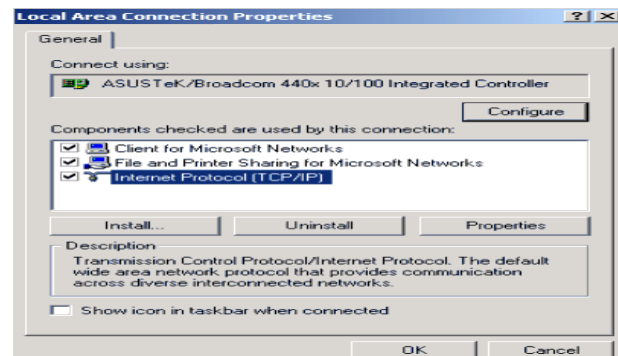 Local Area Connection Properties
General
Connect using:
ASUSTeK/Broadcom 440x 10/100 Integrated Controller
Configure
Components checked are used by this connection:
Client for Microsoft Networks
File and Printer Sharing for Microsoft Networks
Internet Protocol (TCP/IP)
Install...
Uninstall
Properties
Description
Transmission Control Protocol/Internet Protocol. The default
wide area network protocol that provides communication
across diverse interconnected networks.
Show icon in taskbar when connected
OK
Cancel